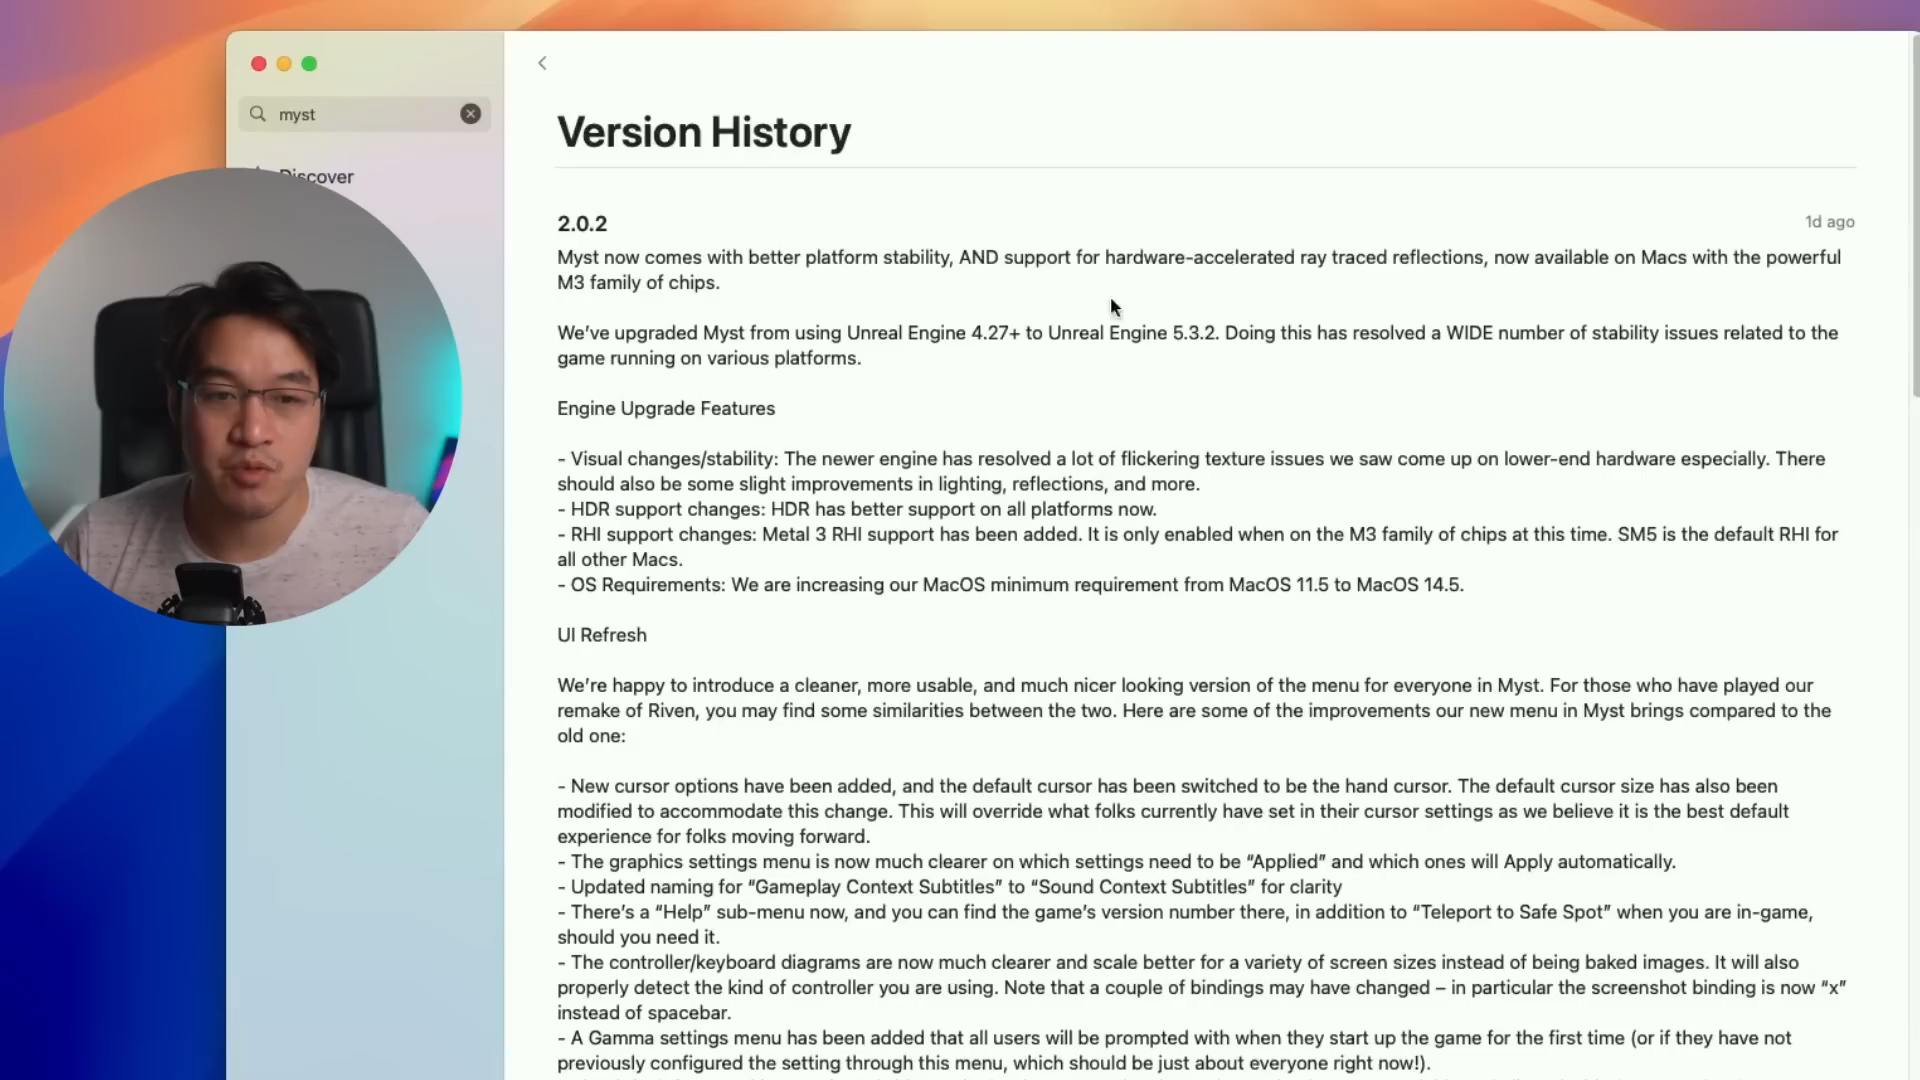 myst
Discover
Version History
2.0.2
1d ago
Myst now comes with better platform stability, AND support for hardware-accelerated ray traced reflections, now available on Macs with the powerful
M3 family of chips.
We’ve upgraded Myst from using Unreal Engine 4.27+ to Unreal Engine 5.3.2. Doing this has resolved a WIDE number of stability issues related to the
game running on various platforms.
Engine Upgrade Features
- Visual changes/stability: The newer engine has resolved a lot of flickering texture issues we saw come up on lower-end hardware especially. There
should also be some slight improvements in lighting, reflections, and more.
- HDR support changes: HDR has better support on all platforms now.
- RHI support changes: Metal 3 RHI support has been added. It is only enabled when on the M3 family of chips at this time. SM5 is the default RHI for
all other Macs.
- OS Requirements: We are increasing our MacOS minimum requirement from MacOS 11.5 to MacOS 14.5.
UI Refresh
We’re happy to introduce a cleaner, more usable, and much nicer looking version of the menu for everyone in Myst. For those who have played our
remake of Riven, you may find some similarities between the two. Here are some of the improvements our new menu in Myst brings compared to the
old one:
- New cursor options have been added, and the default cursor has been switched to be the hand cursor. The default cursor size has also been
modified to accommodate this change. This will override what folks currently have set in their cursor settings as we believe it is the best default
experience for folks moving forward.
- The graphics settings menu is now much clearer on which settings need to be “Applied” and which ones will Apply automatically.
- Updated naming for “Gameplay Context Subtitles” to “Sound Context Subtitles” for clarity
- There’s a “Help” sub-menu now, and you can find the game’s version number there, in addition to “Teleport to Safe Spot” when you are in-game,
should you need it.
- The controller/keyboard diagrams are now much clearer and scale better for a variety of screen sizes instead of being baked images. It will also
properly detect the kind of controller you are using. Note that a couple of bindings may have changed – in particular the screenshot binding is now “x”
instead of spacebar.
- A Gamma settings menu has been added that all users will be prompted with when they start up the game for the first time (or if they have not
previously configured the setting through this menu, which should be just about everyone right now!).